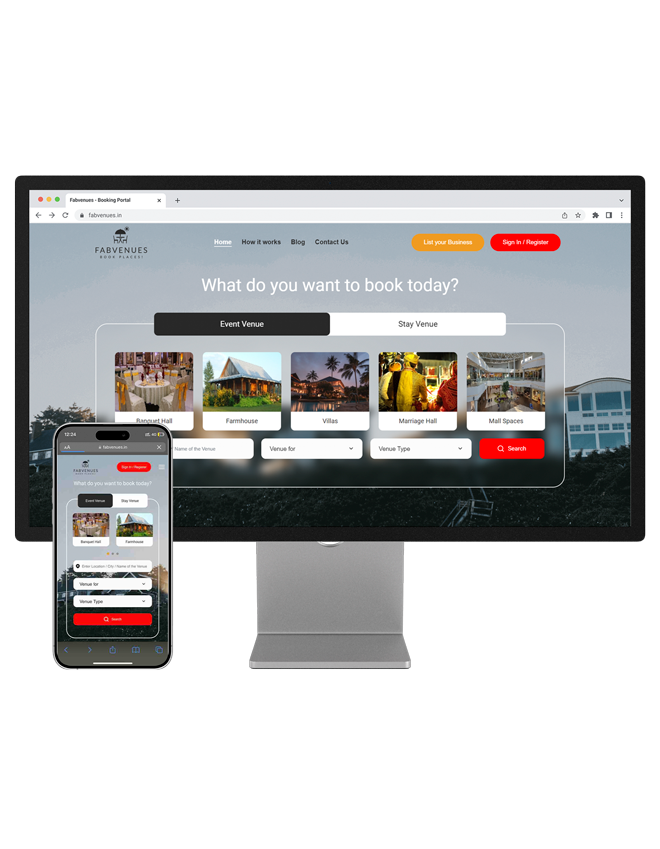 Fabvenues - Booking Portal
fabvenues.in
FABVENUES
BOOK PLACES!
Home
How it works
Blog
Contact Us
List your Business
Sign In / Register
What do you want to book today?
Event Venue
Stay Venue
Banquet Hall
Farmhouse
Villas
Marriage Hall
Mall Spaces
Name of the Venue
Venue for
Venue Type
Search
12:24
4G
AA
fabvenues.in
FABVENUES
Sign In / Register
What do you want to book today?
Event Venue
Stay Venue
Banquet Hall
Farmhouse
Enter Location / City / Name of the Venue
Venue for
Venue Type
Search